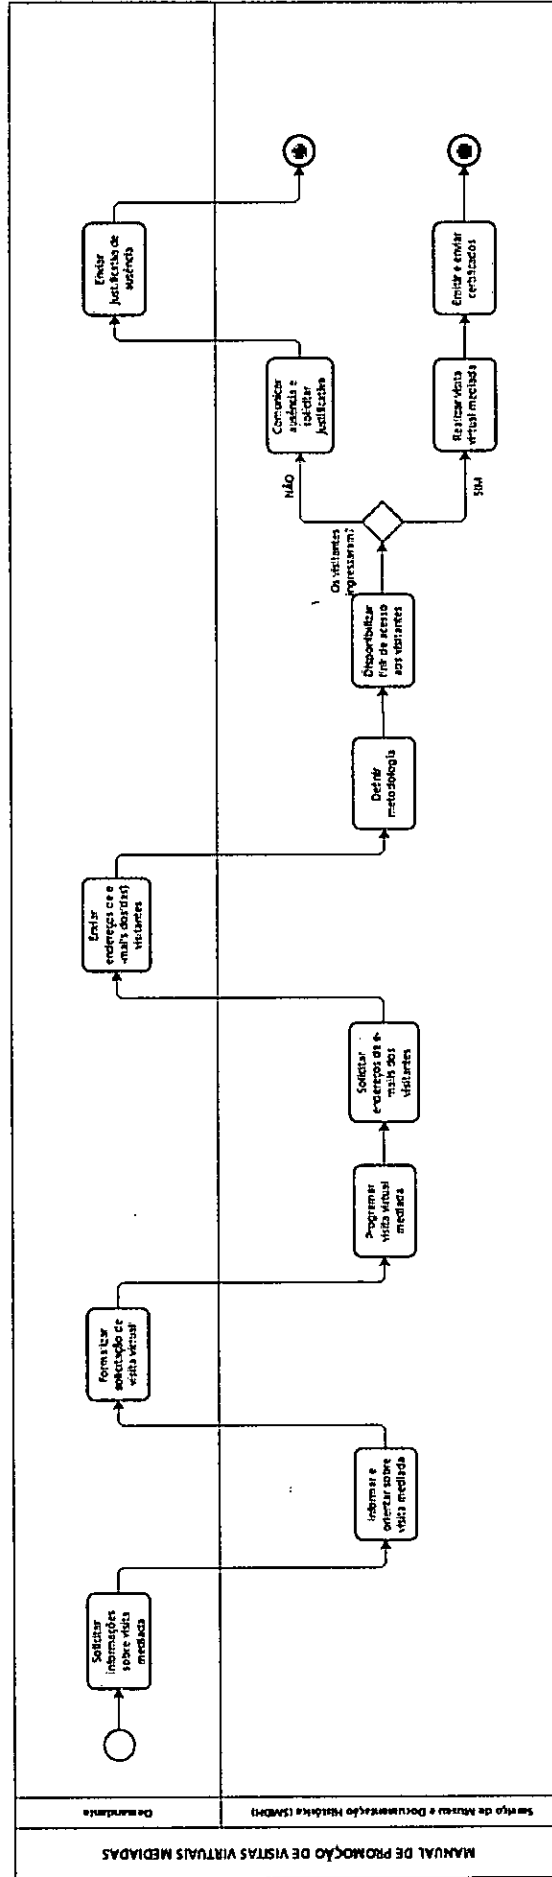 MANUAL DE PROMOÇÃO DE VISITAS VIRTUAIS MEDIADAS
Demandante
Serviço de Museu e Documentação Histórica (SMDH)
Solicitar
informações
sobre visita
mediada
Informar e
orientar sobre
visita mediada
Formalizar
solicitação de
visita virtual
Programar
visita virtual
mediada
Solicitar
endereços de e-
mails dos
visitantes
Enviar
endereços de e
-mails dos(das)
visitantes
Definir
metodologia
Disponibilizar
link de acesso
aos visitantes
Os visitantes
ingressaram?
NÃO
Comunicar
ausência e
solicitar
justificativa
Enviar
justificativa de
ausência
SIM
Realizar visita
virtual mediada
Emitir e enviar
certificados